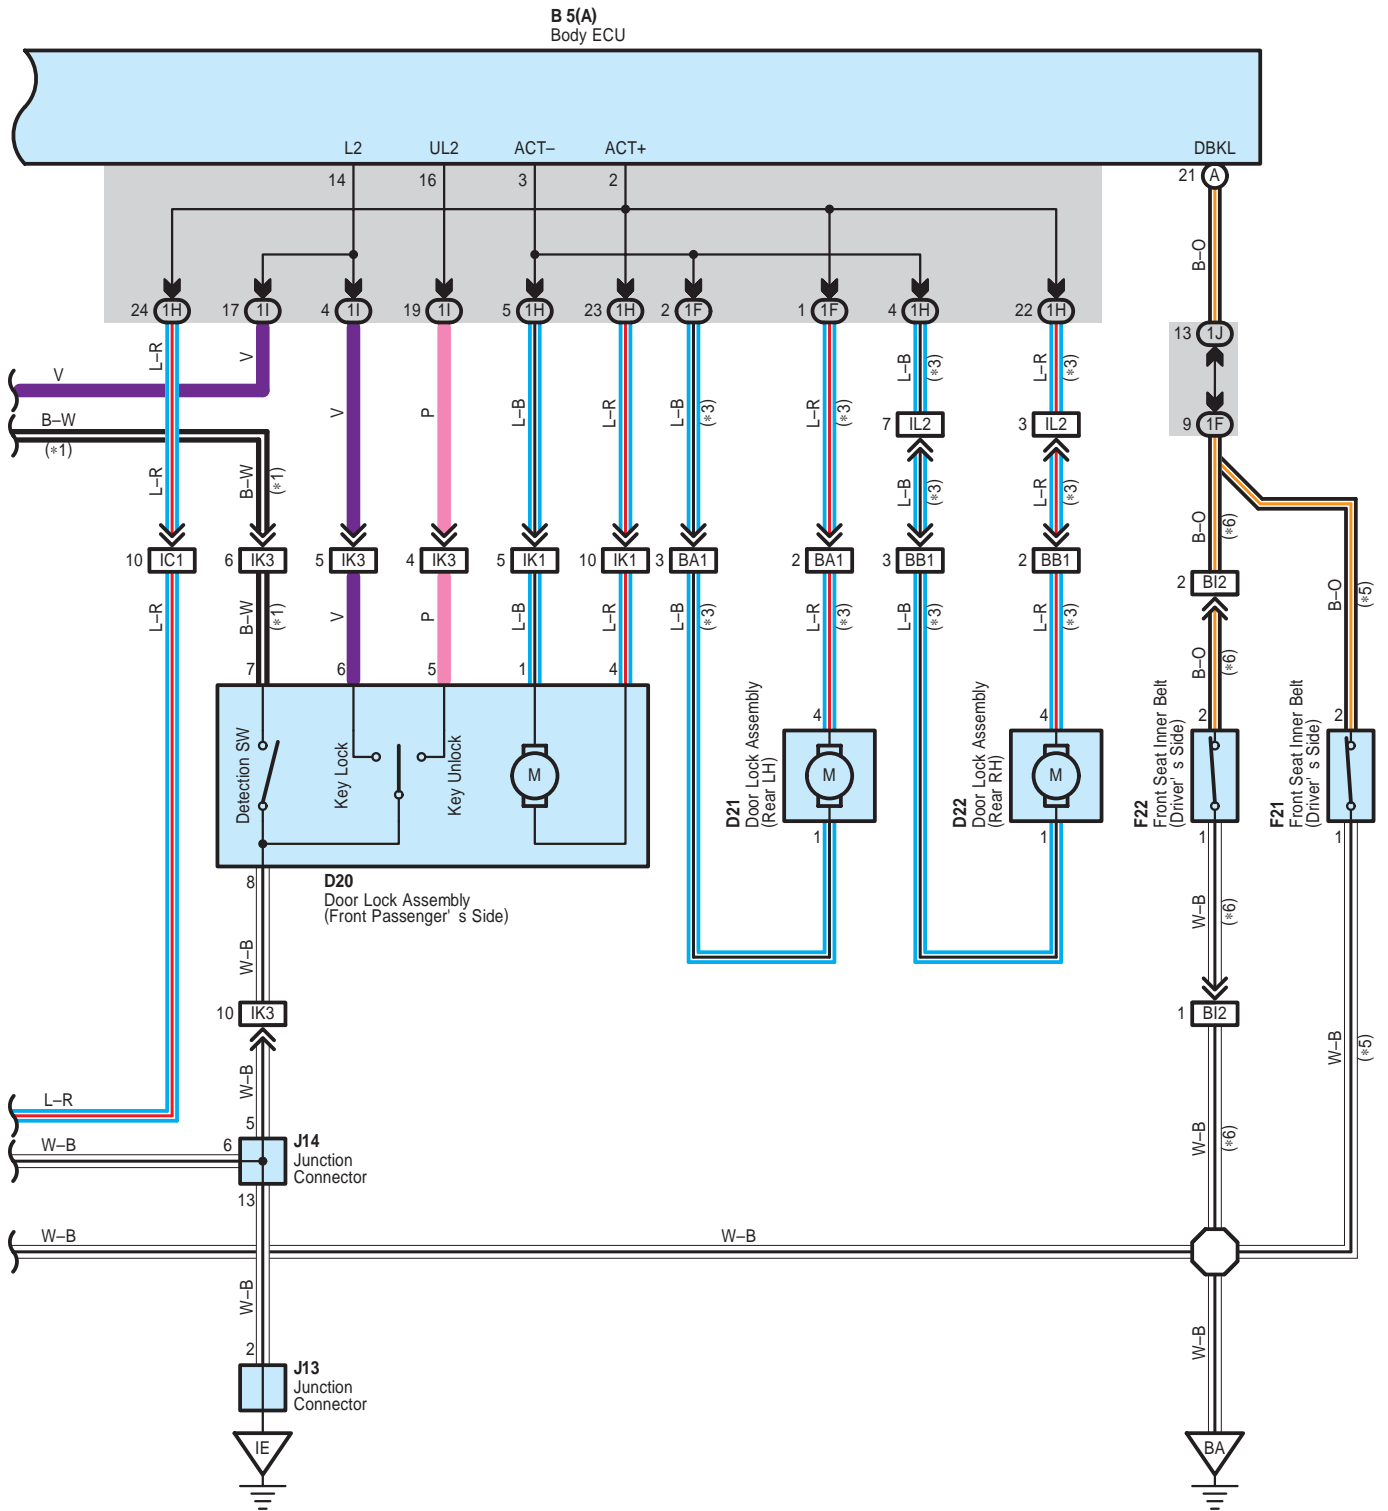 B 5(A)
Body ECU
L2
UL2
ACT–
ACT+
DBKL
14
16
3
2
21
A
B–O
24
1H
17
1I
4
1I
19
1I
5
1H
23
1H
2
1F
1
1F
4
1H
22
1H
13
1J
L–R
V
V
B–W
(∗1)
V
P
L–B
L–R
L–B
(∗3)
L–R
(∗3)
L–B
(∗3)
L–R
(∗3)
7
IL2
3
IL2
9
1F
L–R
B–W
(∗1)
L–B
(∗3)
L–R
(∗3)
B–O
(∗6)
10
IC1
6
IK3
5
IK3
4
IK3
5
IK1
10
IK1
3
BA1
2
BA1
3
BB1
2
BB1
2
BI2
L–R
B–W
(∗1)
V
P
L–B
L–R
L–B
(∗3)
L–R
(∗3)
L–B
(∗3)
L–R
(∗3)
B–O
(∗6)
B–O
(∗5)
7
6
5
1
4
4
4
2
2
Detection SW
Key Lock
Key Unlock
M
M
M
D21
Door Lock Assembly
(Rear LH)
D22
Door Lock Assembly
(Rear RH)
F22
Front Seat Inner Belt
(Driver' s Side)
F21
Front Seat Inner Belt
(Driver' s Side)
1
1
1
1
8
D20
Door Lock Assembly
(Front Passenger' s Side)
W–B
W–B
(∗6)
10
IK3
1
BI2
W–B
W–B
(∗5)
L–R
5
W–B
6
J14
Junction
Connector
W–B
(∗6)
13
W–B
W–B
W–B
W–B
2
J13
Junction
Connector
IE
BA